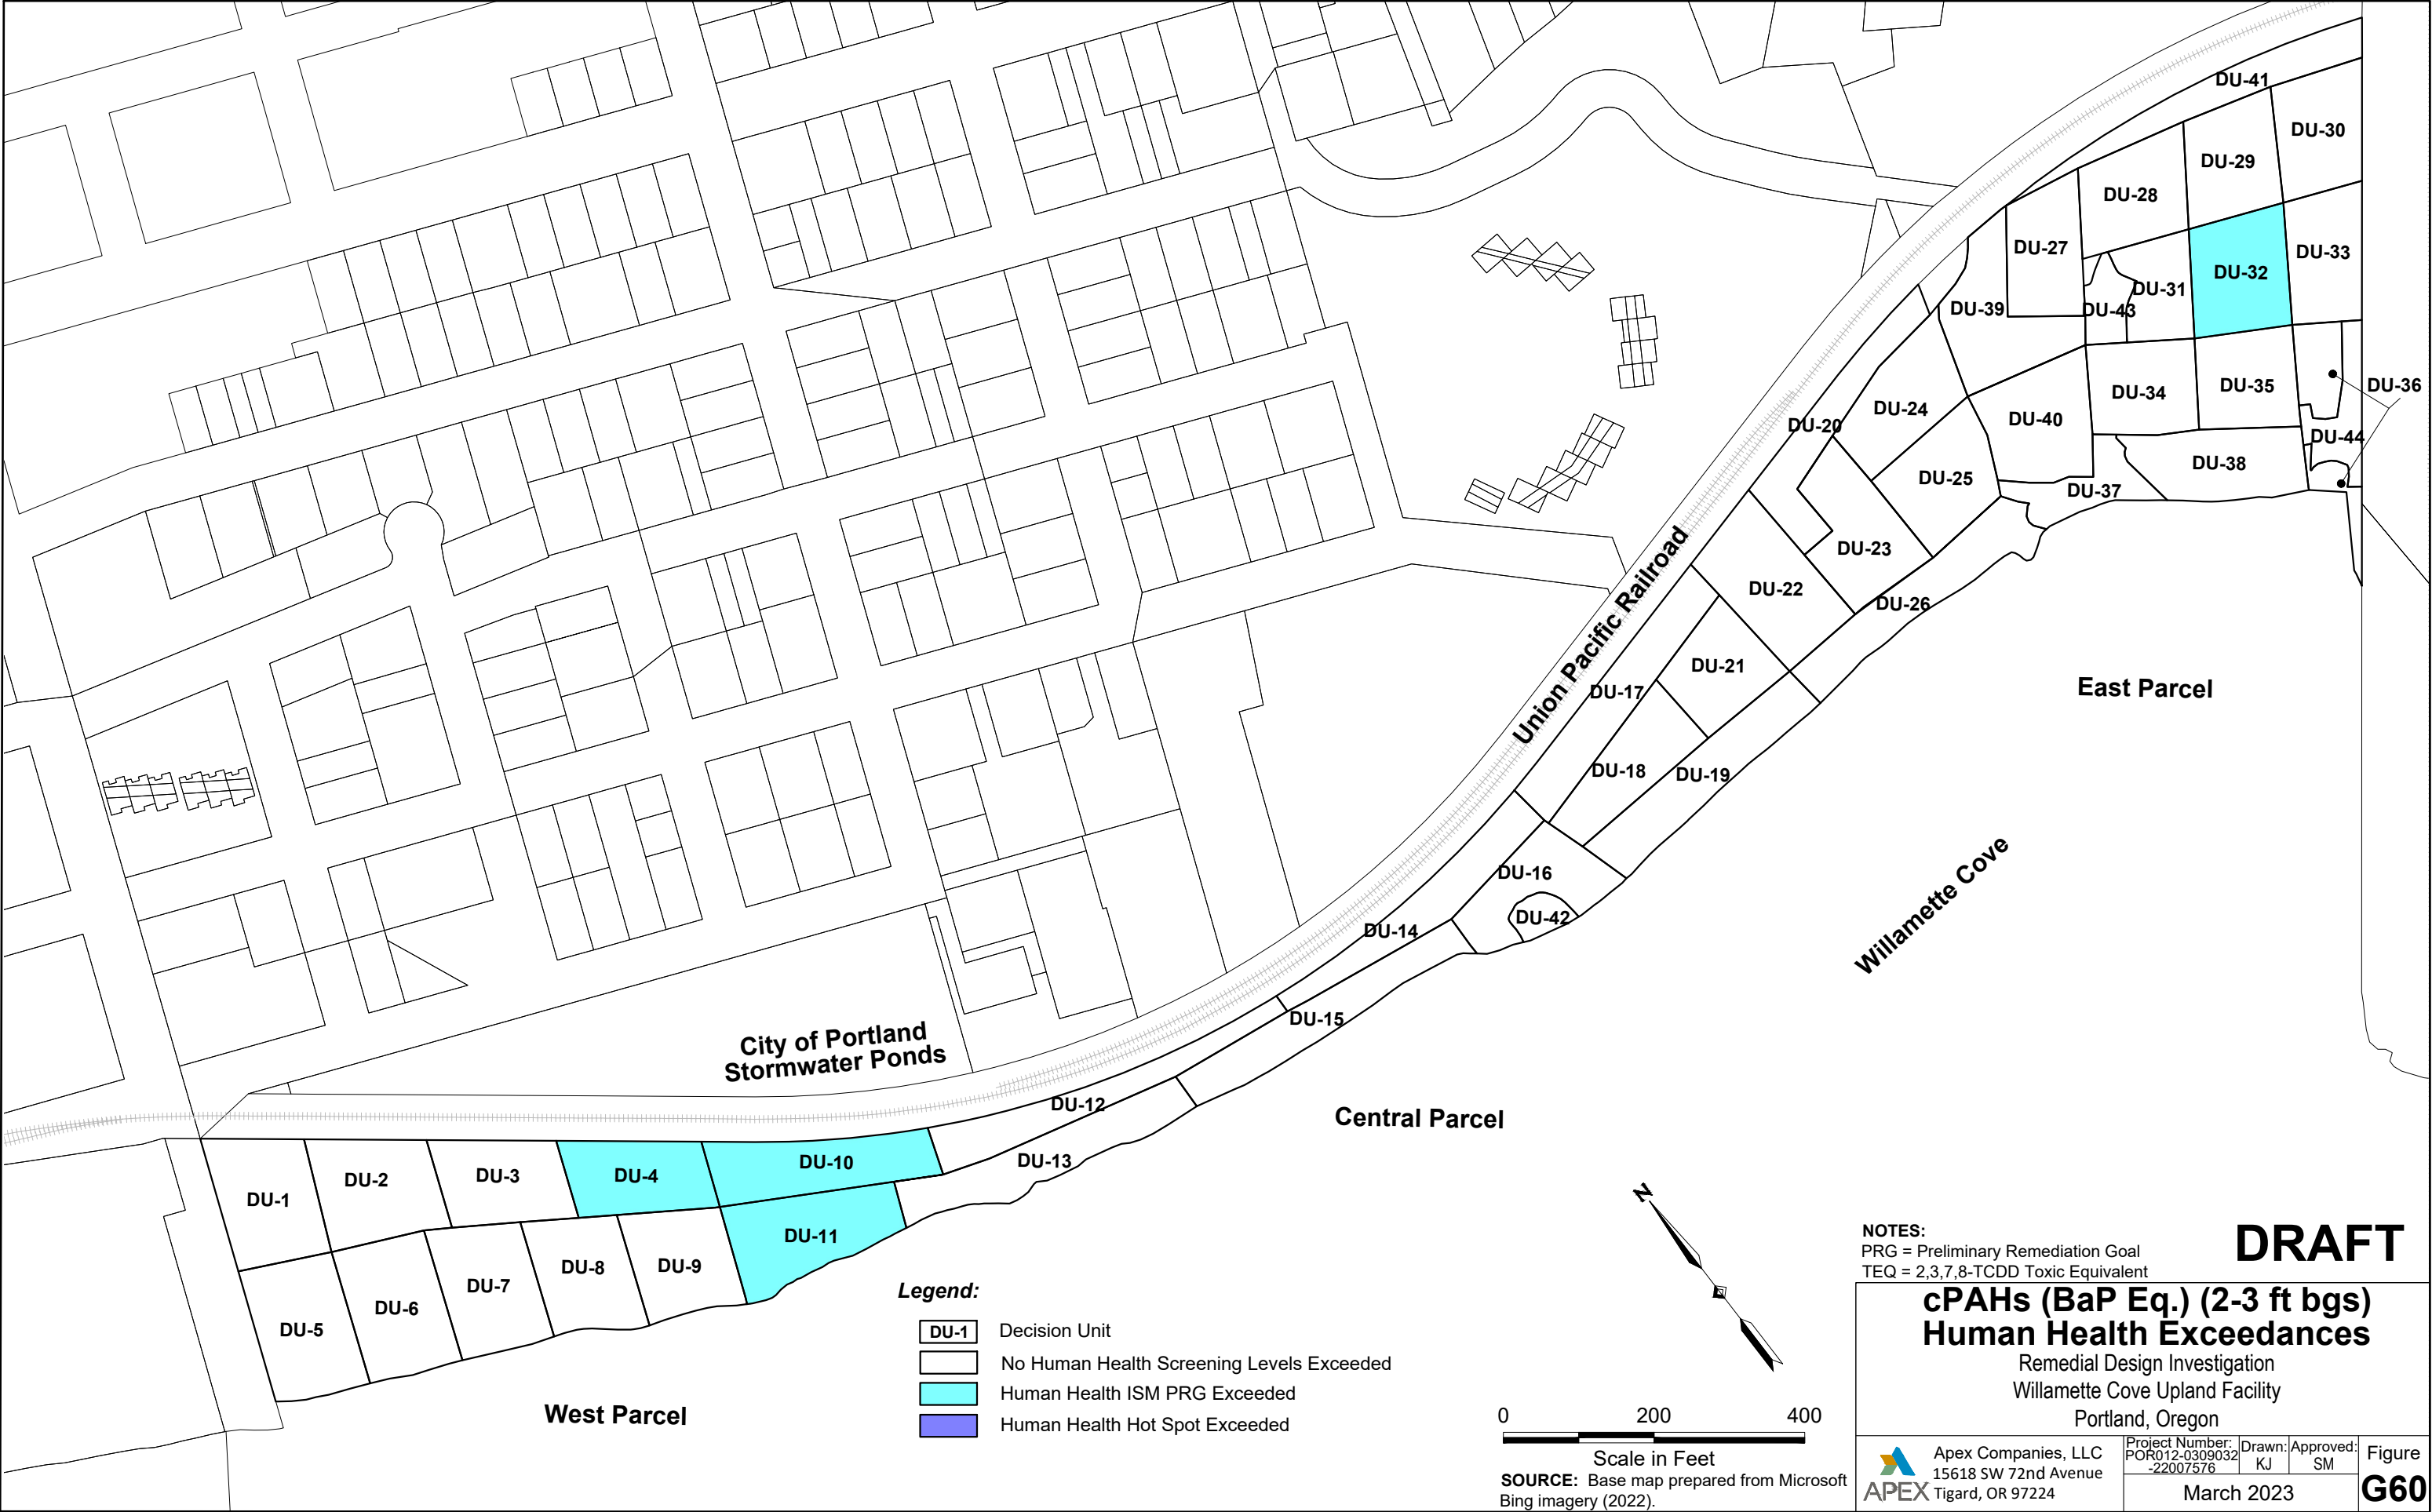 DU-41
DU-30
DU-29
DU-28
DU-27
DU-33
DU-32
DU-31
DU-39
DU-43
DU-36
DU-35
DU-34
DU-24
DU-40
DU-20
DU-44
DU-38
DU-25
DU-37
DU-23
DU-22
DU-26
Union Pacific Railroad
DU-21
DU-17
East Parcel
DU-18
DU-19
DU-16
DU-42
DU-14
Willamette Cove
DU-15
City of Portland
Stormwater Ponds
DU-12
Central Parcel
DU-13
DU-10
DU-4
DU-3
DU-2
DU-1
DU-11
DU-9
DU-8
DU-7
DU-6
DU-5
West Parcel
Legend:
DU-1 Decision Unit
No Human Health Screening Levels Exceeded
Human Health ISM PRG Exceeded
Human Health Hot Spot Exceeded
N
0 200 400
Scale in Feet
SOURCE: Base map prepared from Microsoft
Bing imagery (2022).
NOTES:
PRG = Preliminary Remediation Goal
TEQ = 2,3,7,8-TCDD Toxic Equivalent
DRAFT
cPAHs (BaP Eq.) (2-3 ft bgs)
Human Health Exceedances
Remedial Design Investigation
Willamette Cove Upland Facility
Portland, Oregon
APEX
Apex Companies, LLC
15618 SW 72nd Avenue
Tigard, OR 97224
Project Number:
POR012-0309032
-22007576
Drawn:
KJ
Approved:
SM
March 2023
Figure
G60